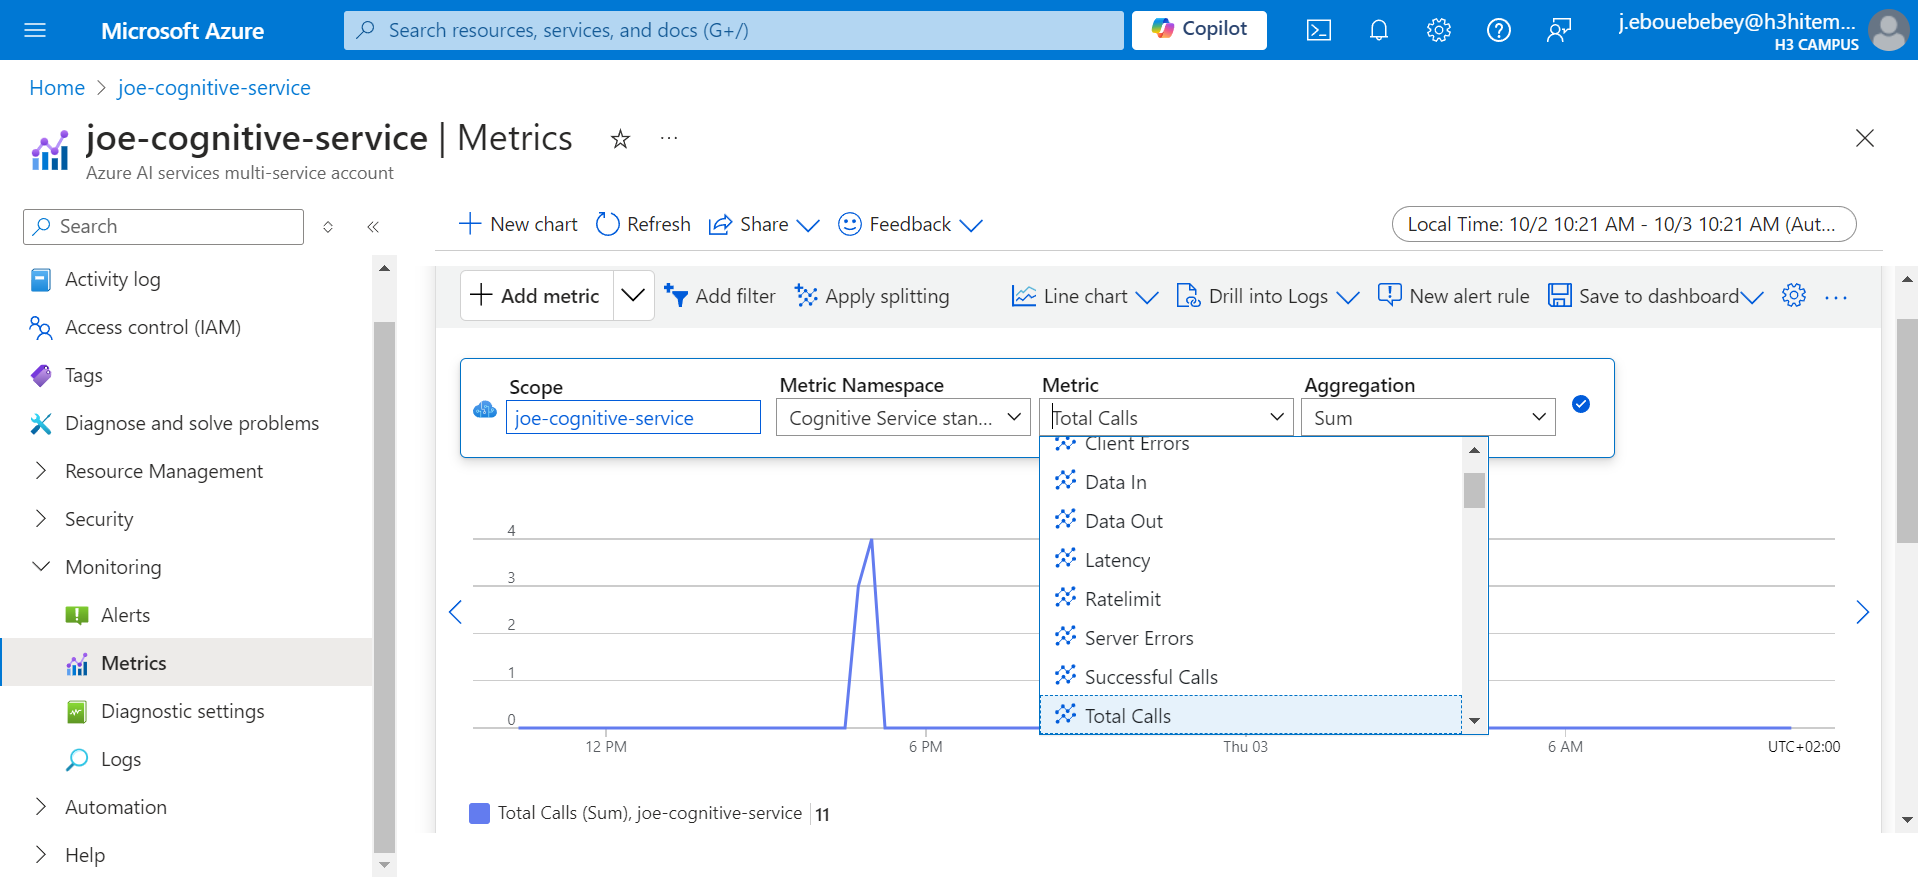 Microsoft Azure
Search resources, services, and docs (G+/)
Copilot
j.ebouebebey@h3hitem...
H3 CAMPUS
Home > joe-cognitive-service
joe-cognitive-service | Metrics
Azure AI services multi-service account
Search
New chart
Refresh
Share
Feedback
Local Time: 10/2 10:21 AM - 10/3 10:21 AM (Aut...
Activity log
Access control (IAM)
Tags
Diagnose and solve problems
Resource Management
Security
Monitoring
Alerts
Metrics
Diagnostic settings
Logs
Automation
Help
Add metric
Add filter
Apply splitting
Line chart
Drill into Logs
New alert rule
Save to dashboard
Scope
joe-cognitive-service
Metric Namespace
Cognitive Service stan...
Metric
Total Calls
Aggregation
Sum
Client Errors
Data In
Data Out
Latency
Ratelimit
Server Errors
Successful Calls
Total Calls
4
3
2
1
0
12 PM
6 PM
Thu 03
6 AM
UTC+02:00
Total Calls (Sum), joe-cognitive-service | 11